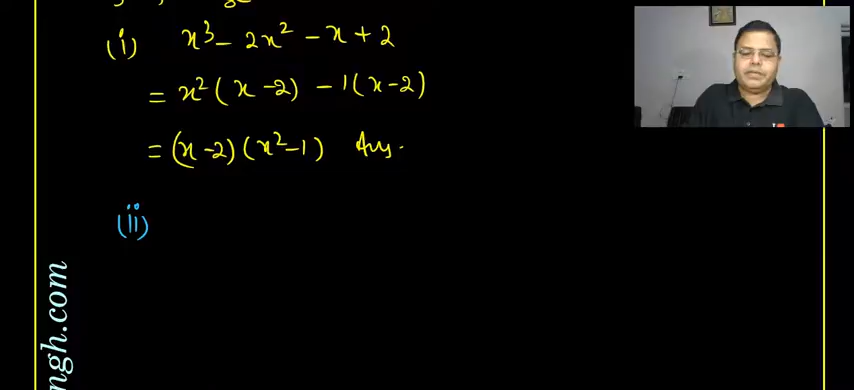 (i) x³ - 2x² - x + 2
= x² (x - 2) - 1(x - 2)
= (x - 2)(x² - 1) Ans.
(ii)
ngh.com